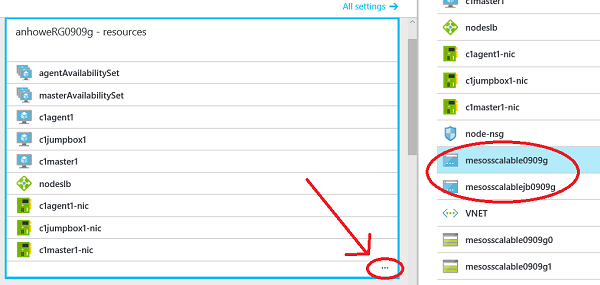 All settings →
anhoweRG0909g - resources
agentAvailabilitySet
masterAvailabilitySet
c1agent1
c1jumpbox1
c1master1
nodeslb
c1agent1-nic
c1jumpbox1-nic
c1master1-nic
...
c1master1
nodeslb
c1agent1-nic
c1jumpbox1-nic
c1master1-nic
node-nsg
mesosscalable0909g
mesosscalablejb0909g
VNET
mesosscalable0909g0
mesosscalable0909g1